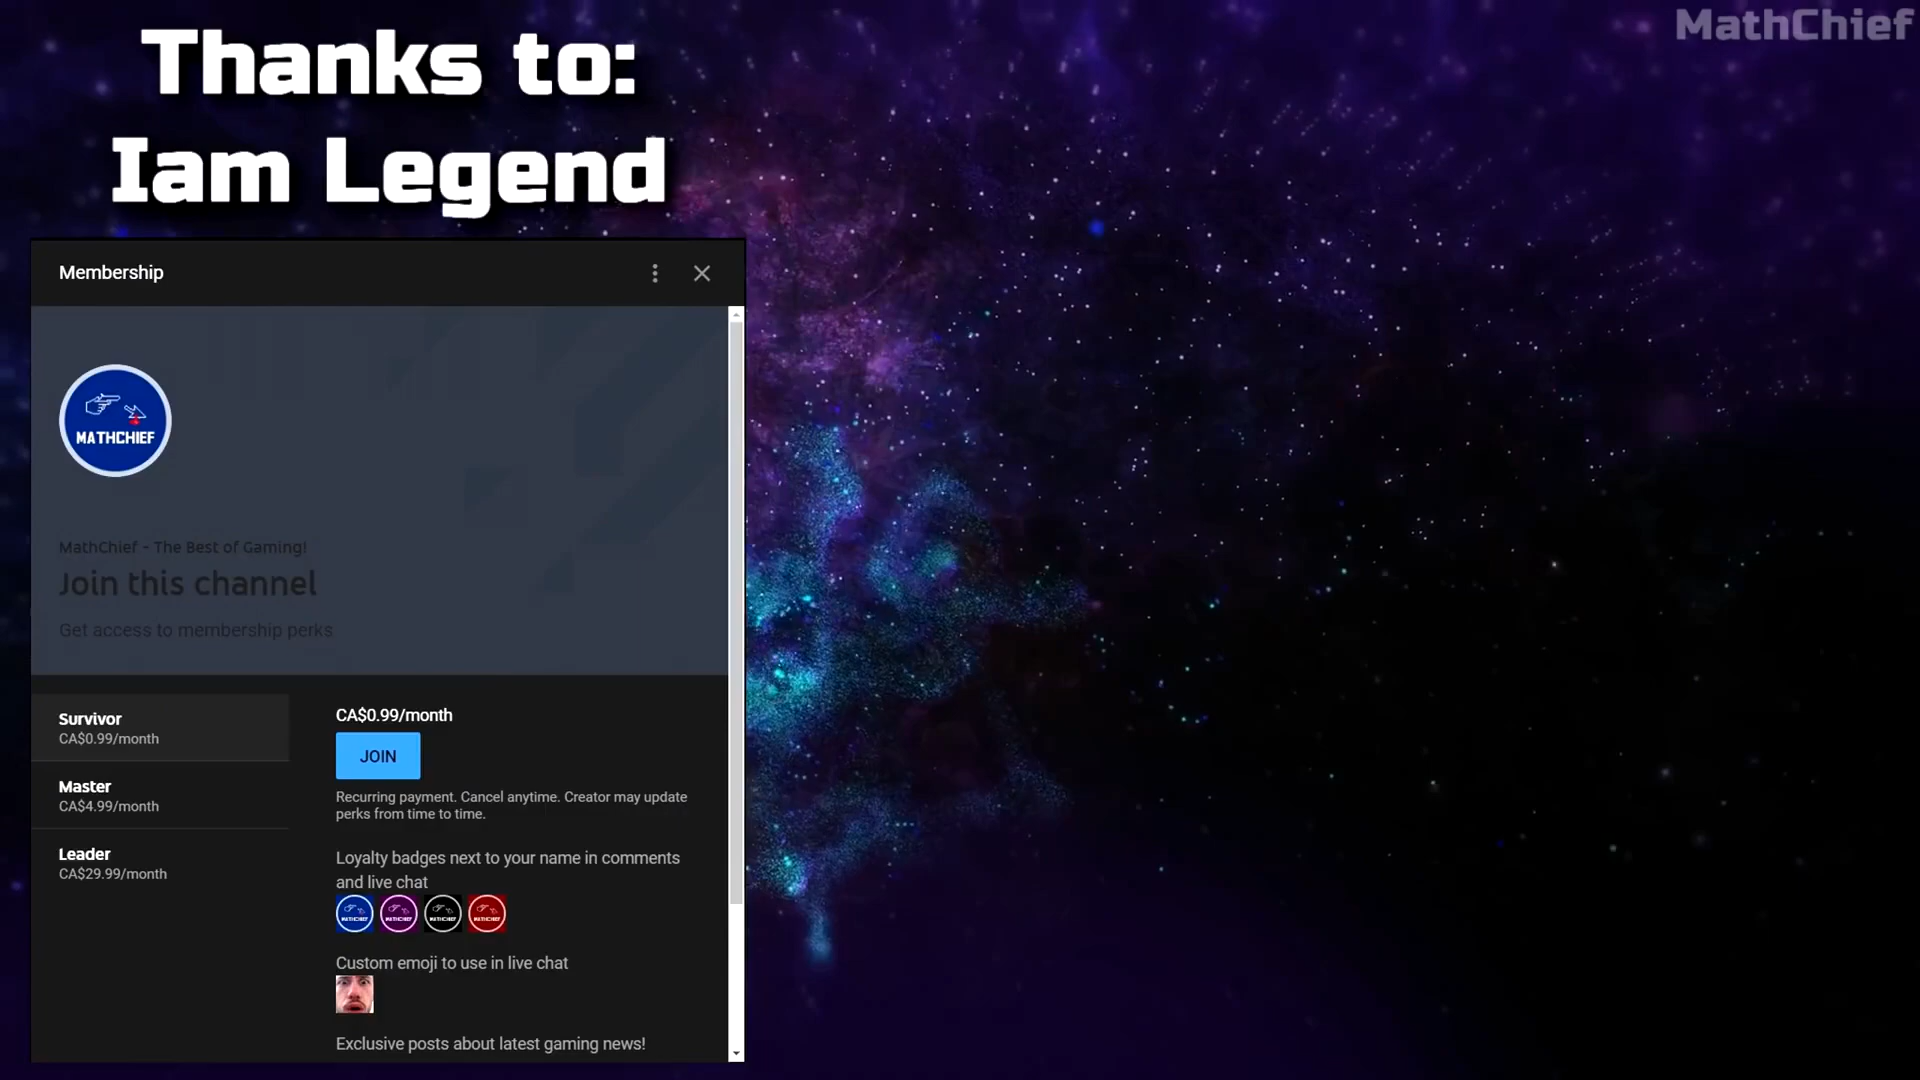 MathChief
Thanks to:
Iam Legend
Membership
MATHCHIEF
MathChief - The Best of Gaming!
Join this channel
Get access to membership perks
Survivor
CA$0.99/month
Master
CA$4.99/month
Leader
CA$29.99/month
CA$0.99/month
JOIN
Recurring payment. Cancel anytime. Creator may update
perks from time to time.
Loyalty badges next to your name in comments
and live chat
MATHCHIEF MATHCHIEF MATHCHIEF MATHCHIEF
Custom emoji to use in live chat
Exclusive posts about latest gaming news!